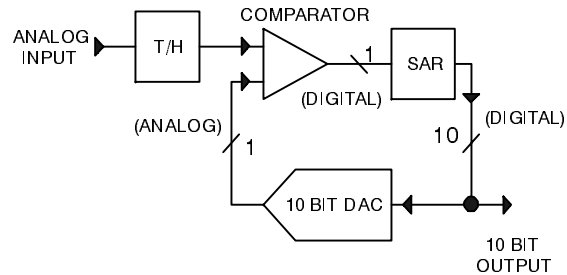 COMPARATOR
ANALOG
INPUT
T/H
1
SAR
(DIGITAL)
(ANALOG)
1
10
(DIGITAL)
10 BIT DAC
10 BIT
OUTPUT